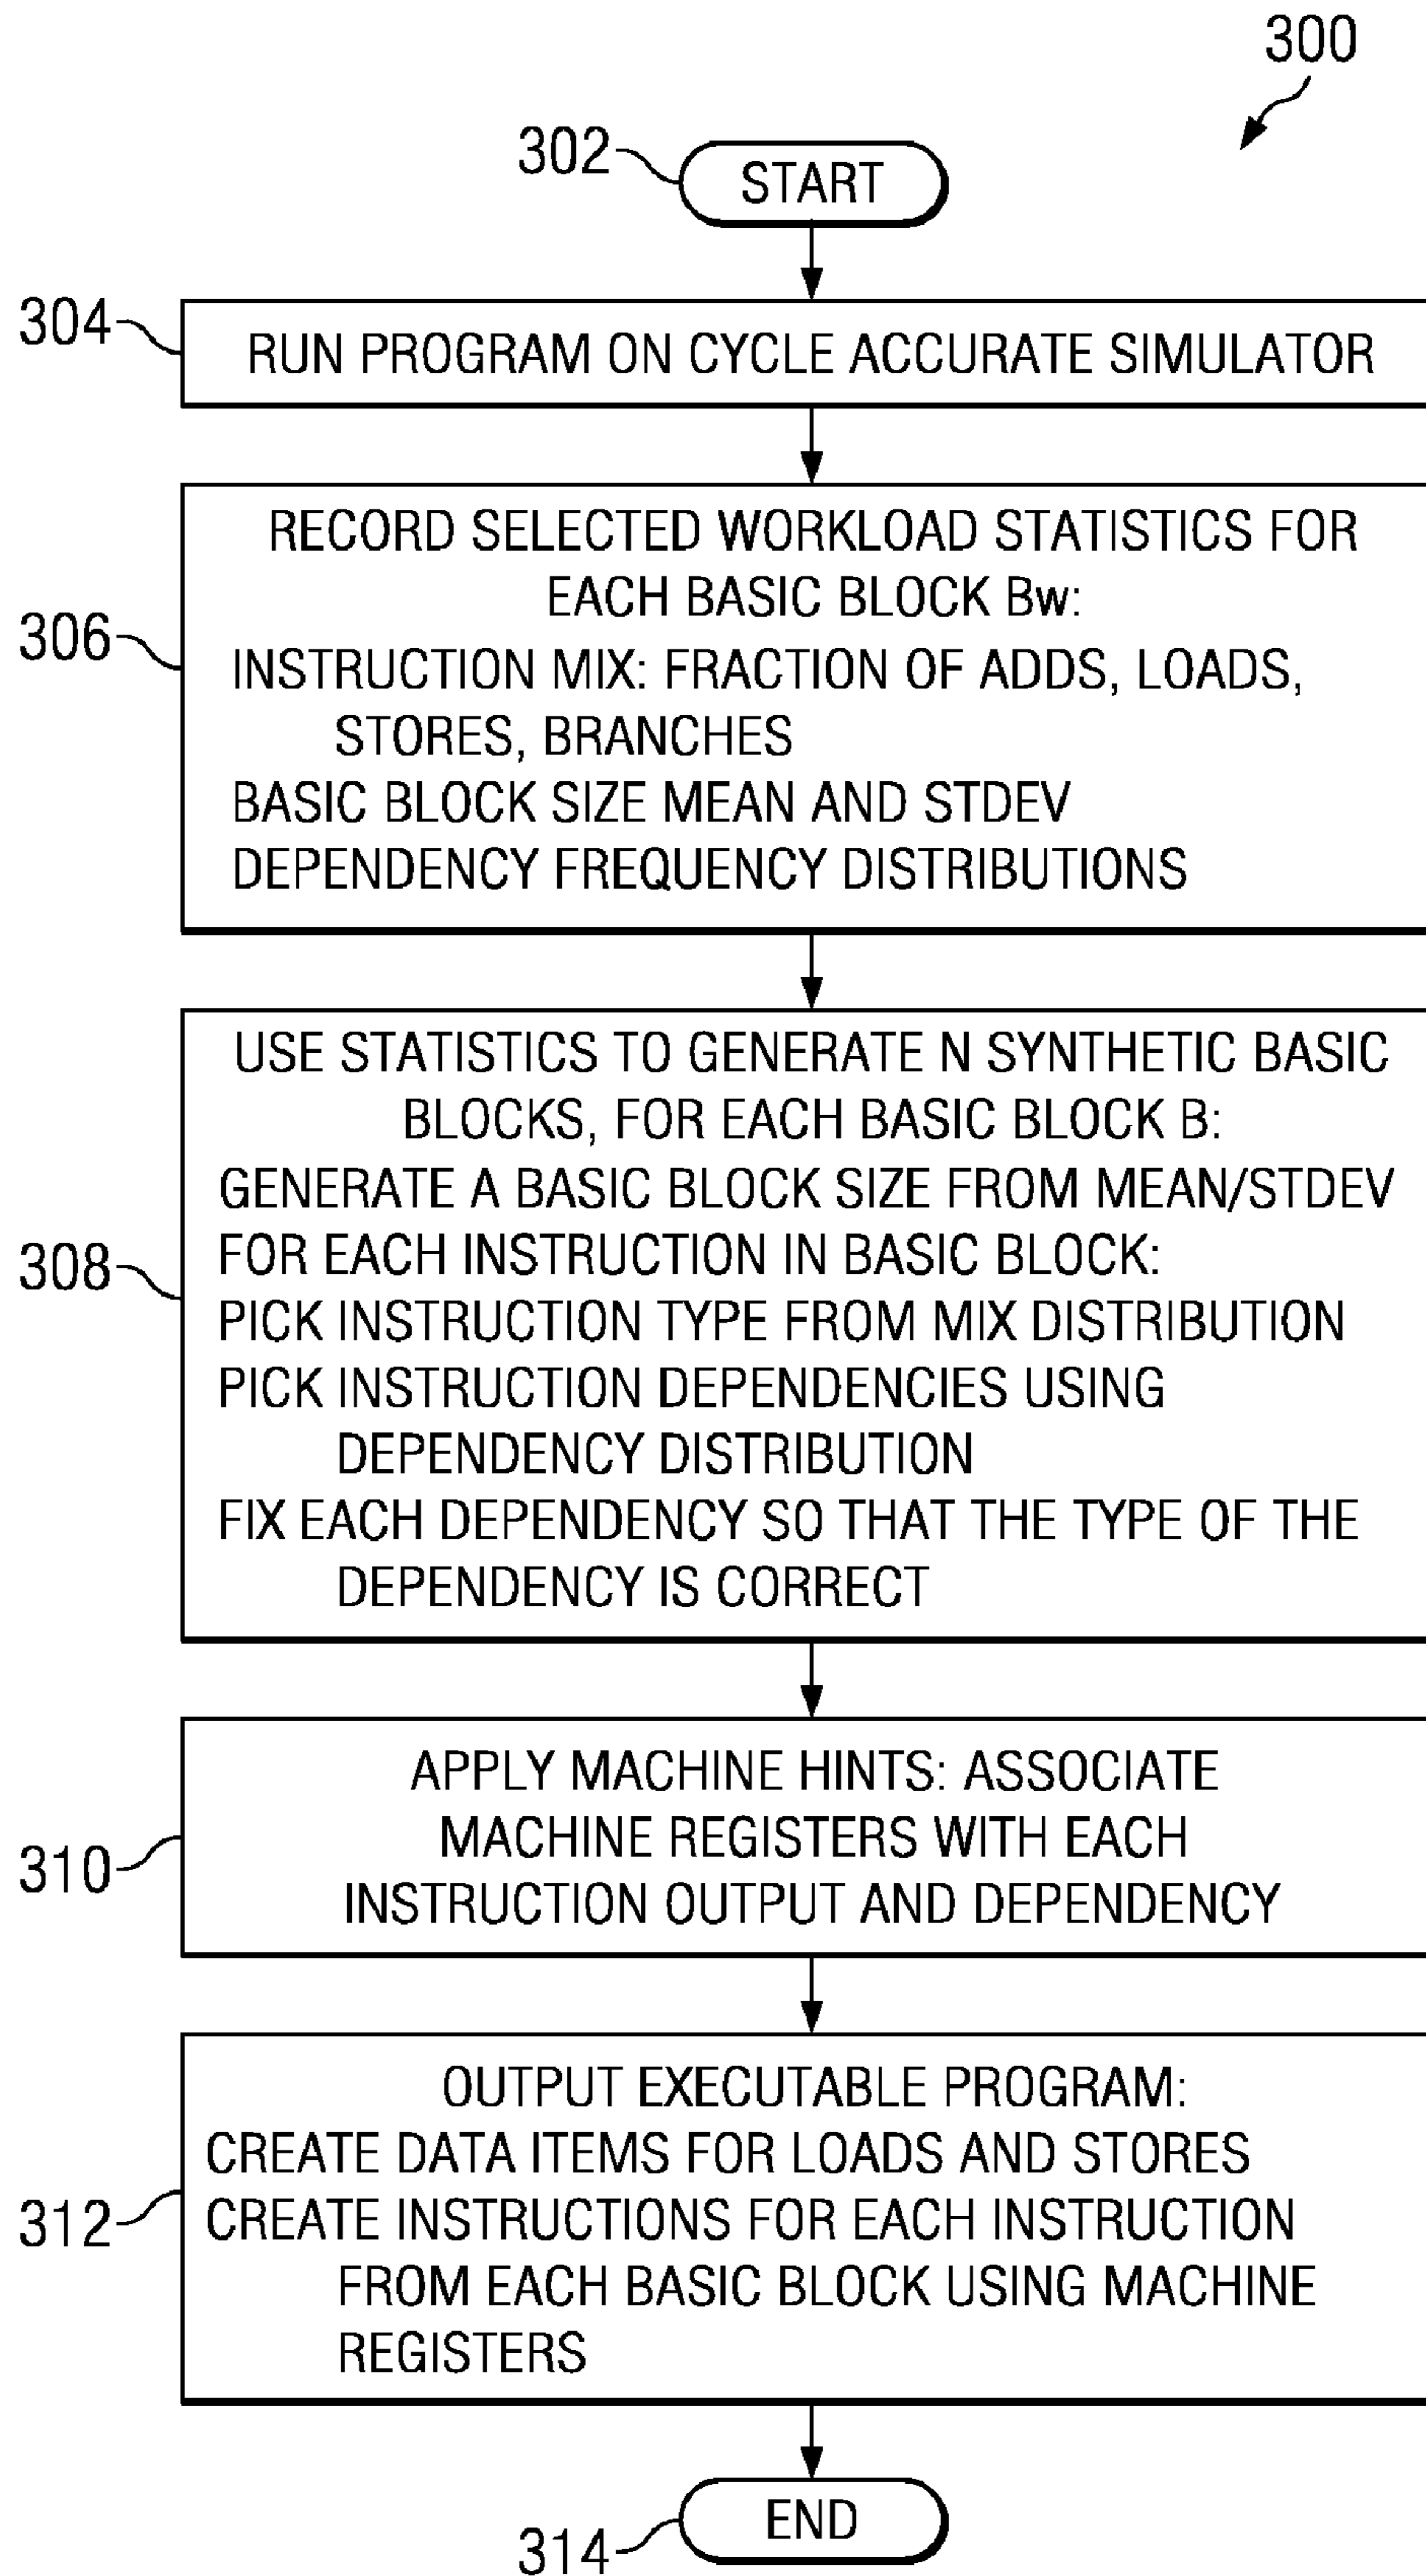 300
302
START
304
RUN PROGRAM ON CYCLE ACCURATE SIMULATOR
306
RECORD SELECTED WORKLOAD STATISTICS FOR
EACH BASIC BLOCK Bw:
INSTRUCTION MIX: FRACTION OF ADDS, LOADS,
STORES, BRANCHES
BASIC BLOCK SIZE MEAN AND STDEV
DEPENDENCY FREQUENCY DISTRIBUTIONS
308
USE STATISTICS TO GENERATE N SYNTHETIC BASIC
BLOCKS, FOR EACH BASIC BLOCK B:
GENERATE A BASIC BLOCK SIZE FROM MEAN/STDEV
FOR EACH INSTRUCTION IN BASIC BLOCK:
PICK INSTRUCTION TYPE FROM MIX DISTRIBUTION
PICK INSTRUCTION DEPENDENCIES USING
DEPENDENCY DISTRIBUTION
FIX EACH DEPENDENCY SO THAT THE TYPE OF THE
DEPENDENCY IS CORRECT
310
APPLY MACHINE HINTS: ASSOCIATE
MACHINE REGISTERS WITH EACH
INSTRUCTION OUTPUT AND DEPENDENCY
312
OUTPUT EXECUTABLE PROGRAM:
CREATE DATA ITEMS FOR LOADS AND STORES
CREATE INSTRUCTIONS FOR EACH INSTRUCTION
FROM EACH BASIC BLOCK USING MACHINE
REGISTERS
END
314